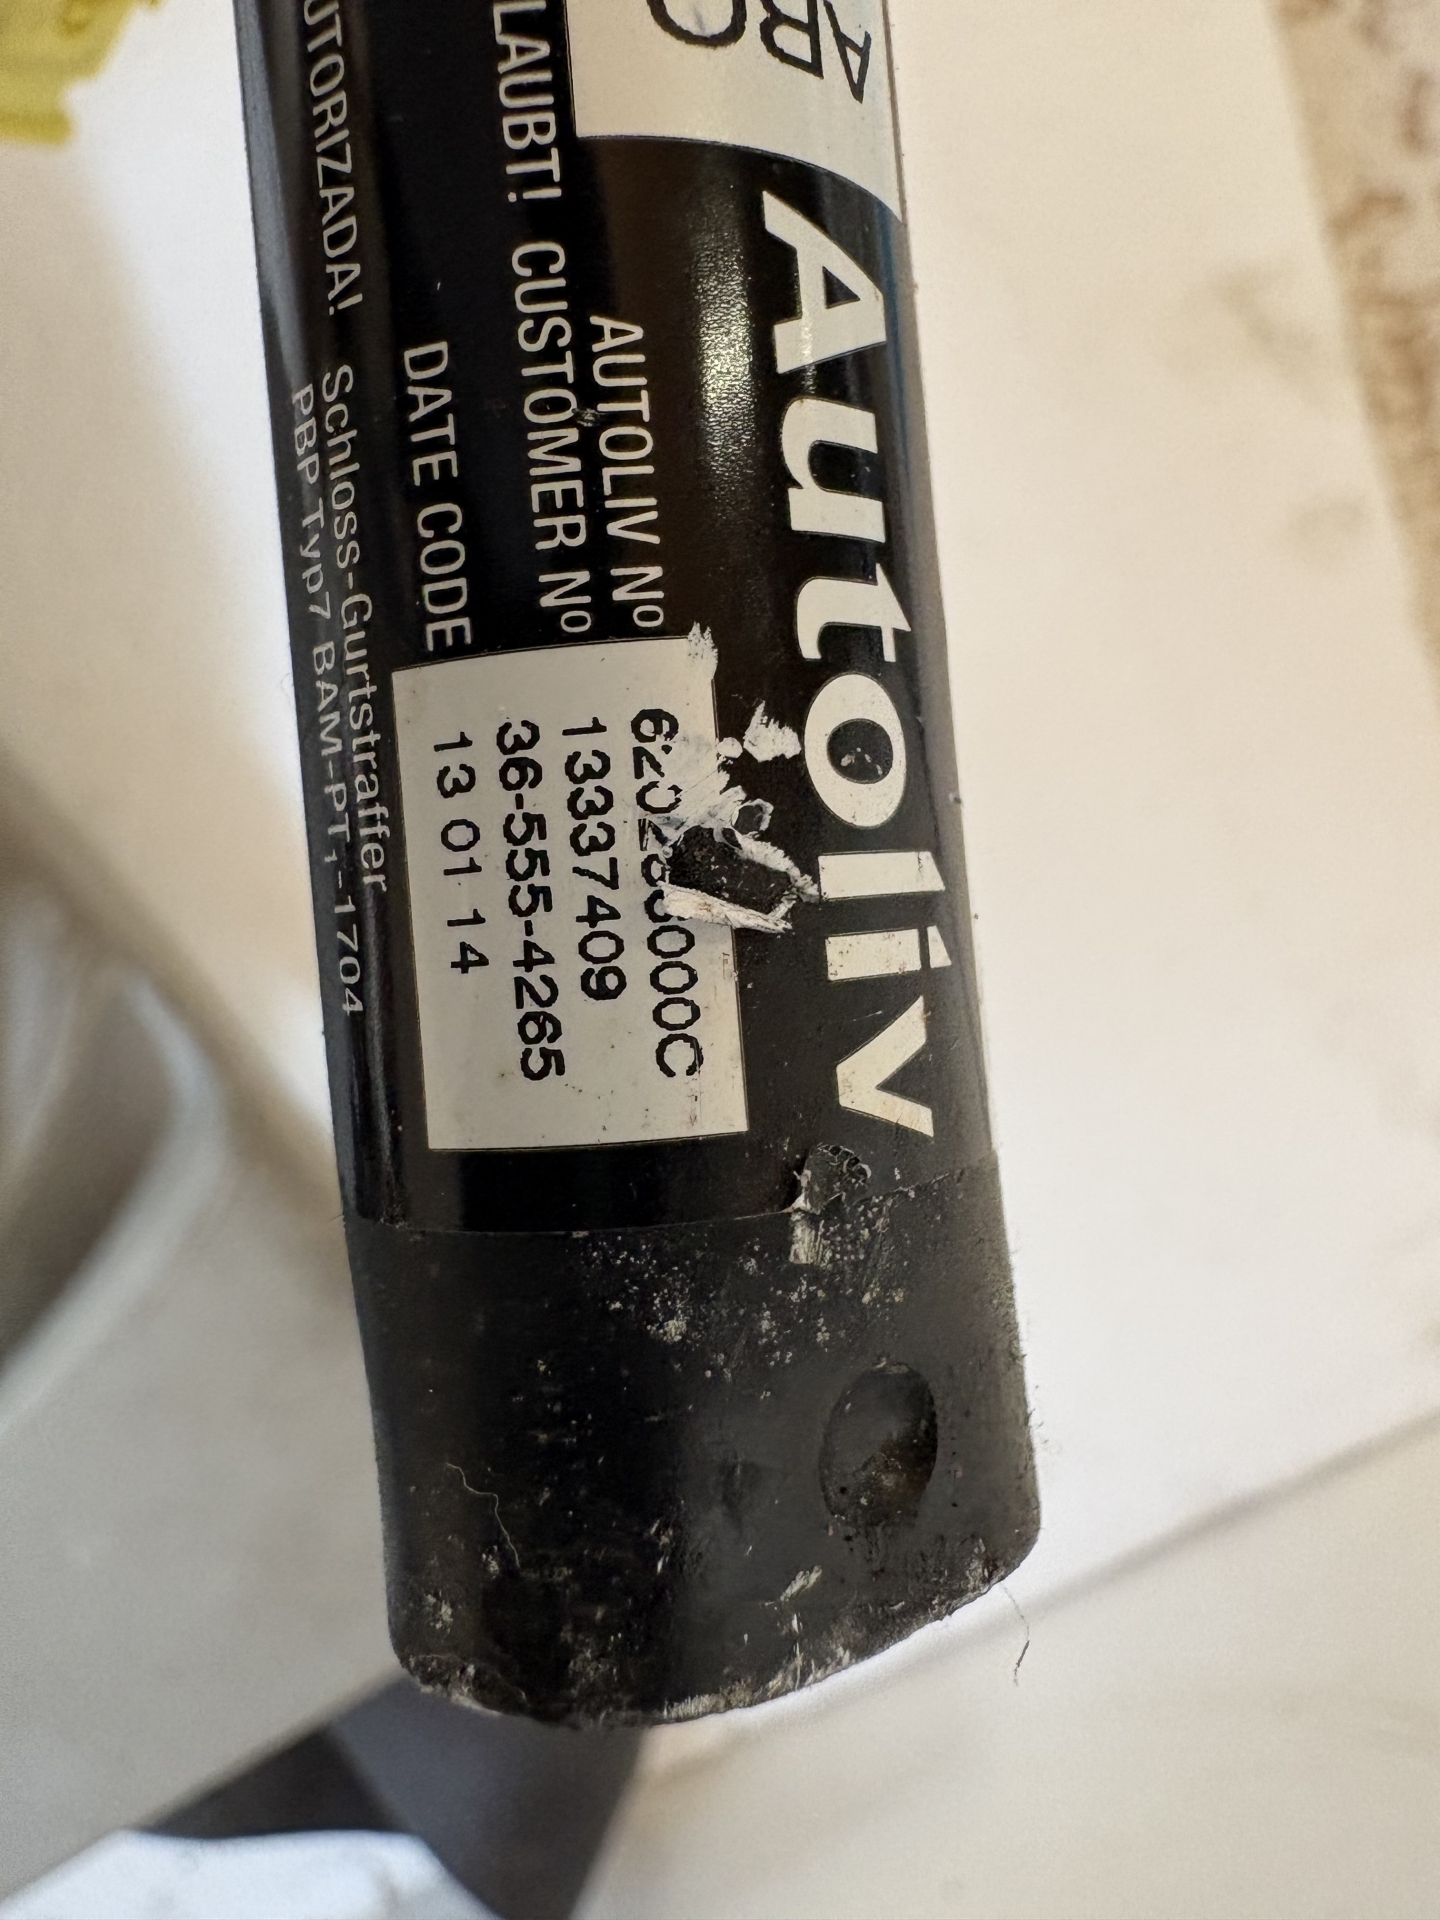 Autoliv
AUTOLIV Nº
CUSTOMER Nº
1337409
36-555-4265
DATE CODE 13 01 14
LAUBT!
UTORIZADA!
Schloss-Gurtstraffer
PBP Typ7 BAM-PT1-1704